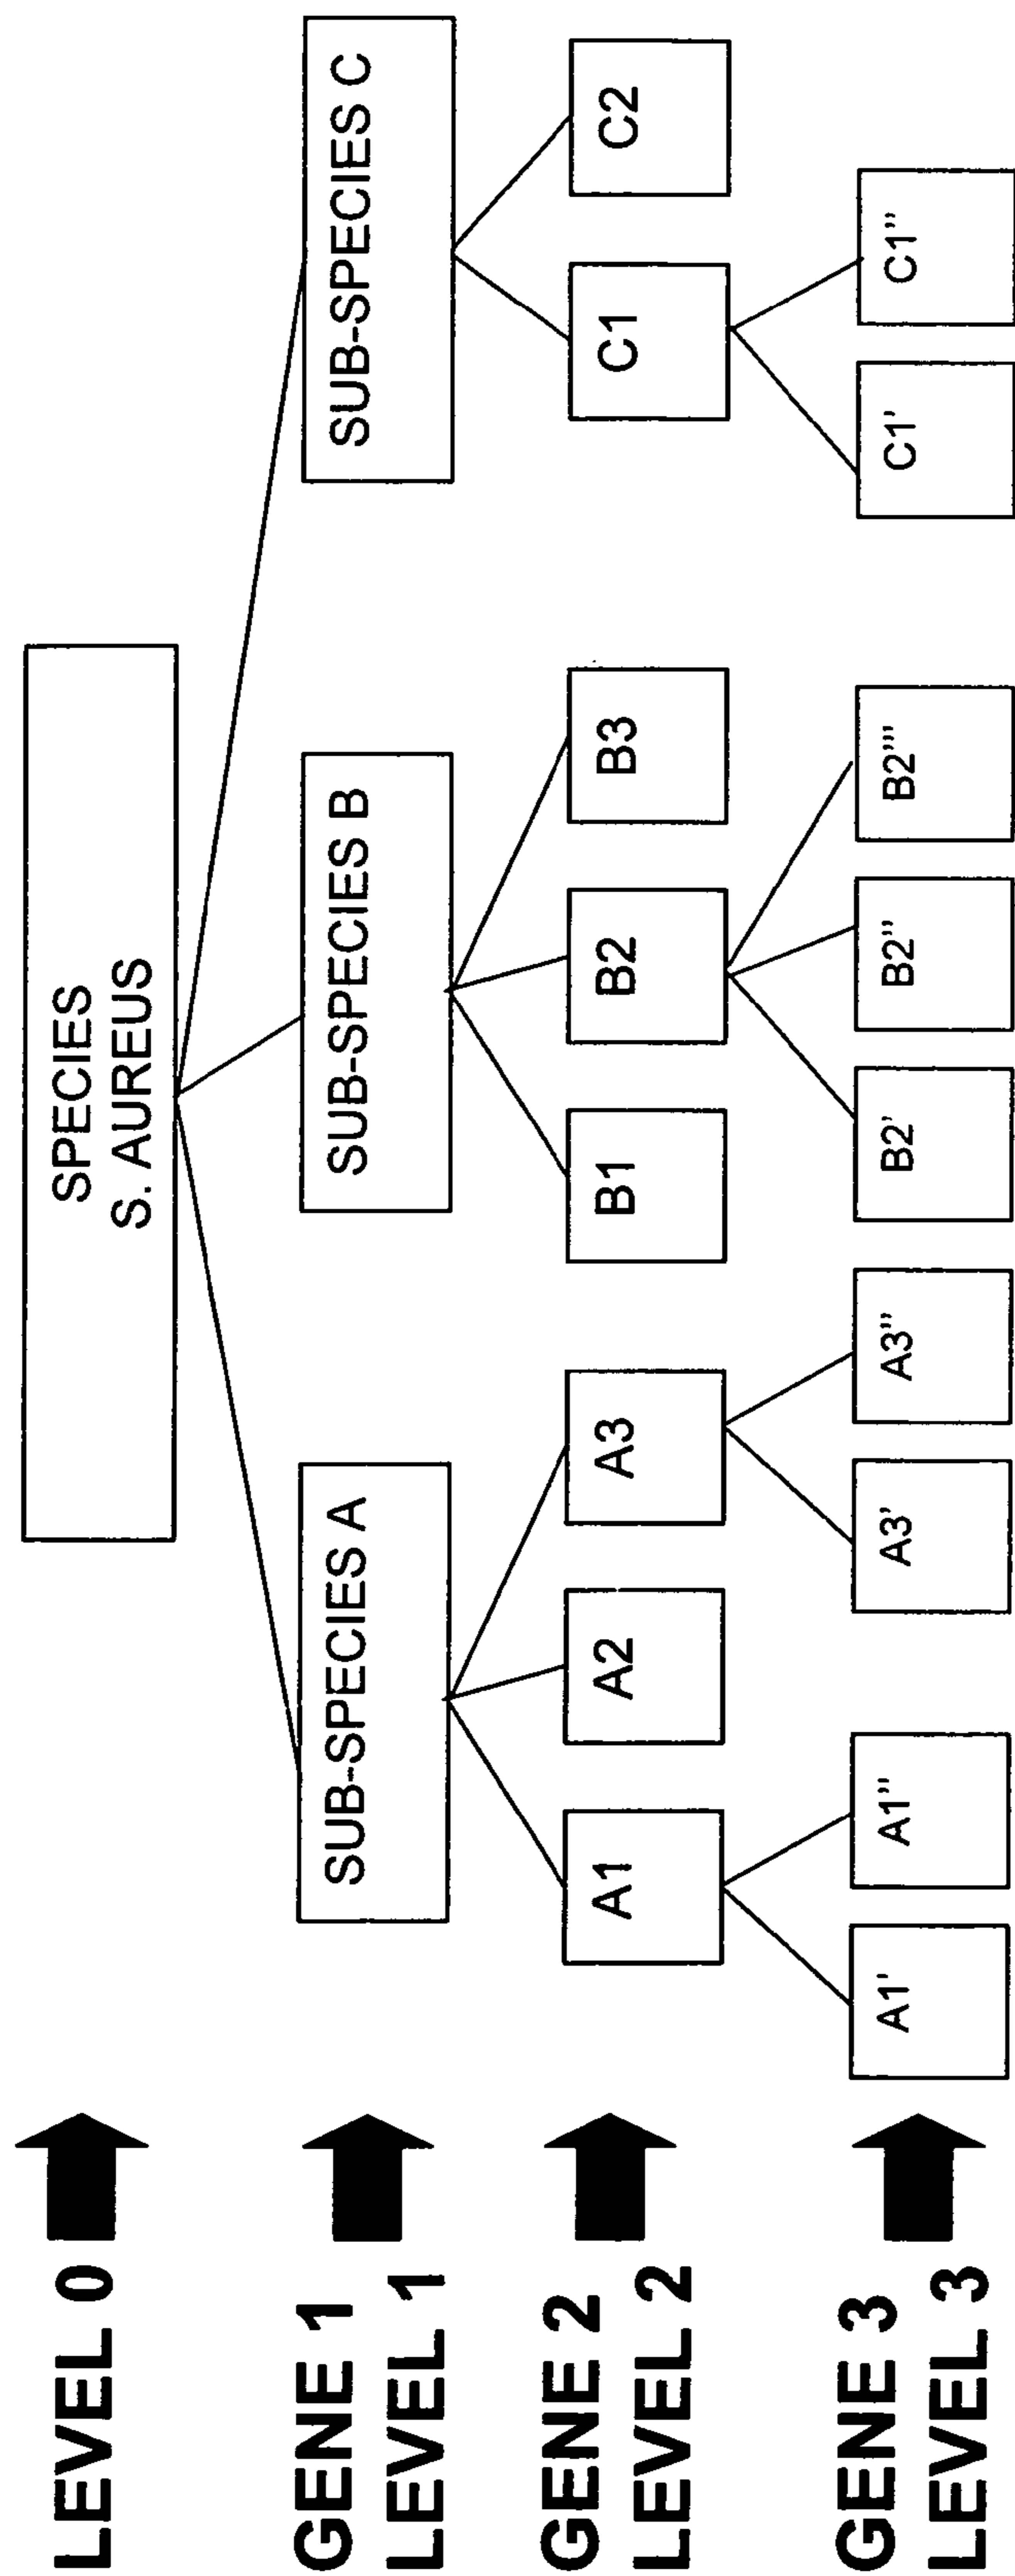 LEVEL 0
SPECIES
S. AUREUS
GENE 1
LEVEL 1
SUB-SPECIES A
SUB-SPECIES B
SUB-SPECIES C
GENE 2
LEVEL 2
A1
A2
A3
B1
B2
B3
C1
C2
GENE 3
LEVEL 3
A1'
A1''
A3'
A3''
B2'
B2''
B2'''
C1'
C1''